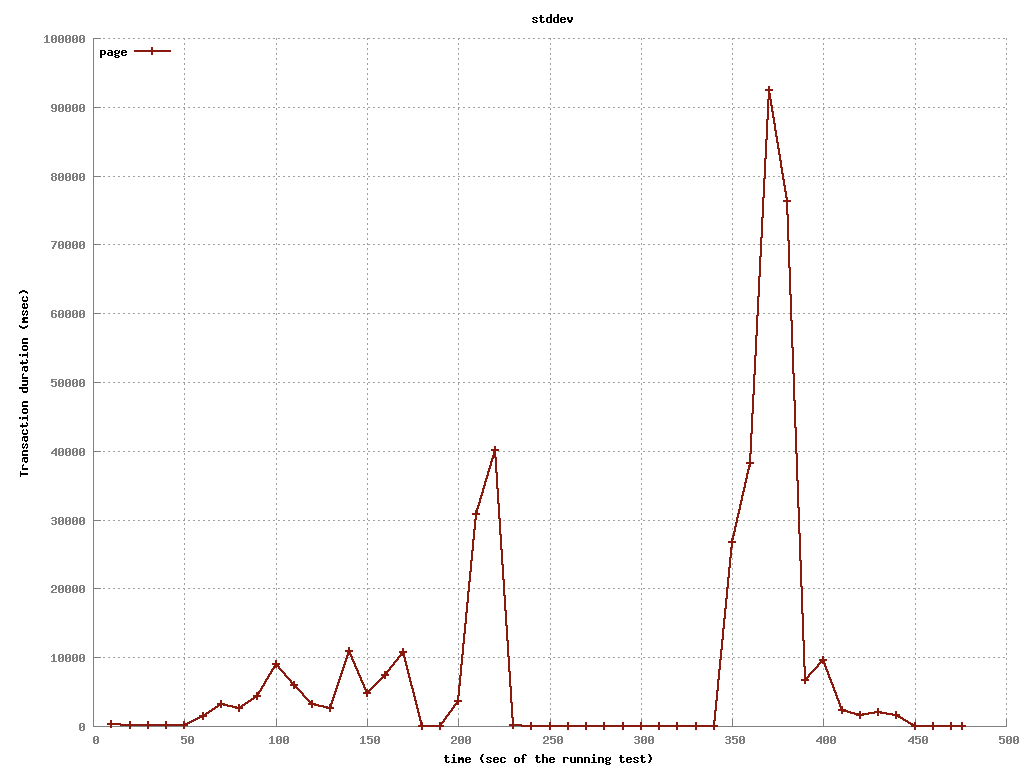 stddev
page
100000
90000
80000
70000
60000
50000
40000
30000
20000
10000
0
Transaction duration (msec)
0 50 100 150 200 250 300 350 400 450 500
time (sec of the running test)